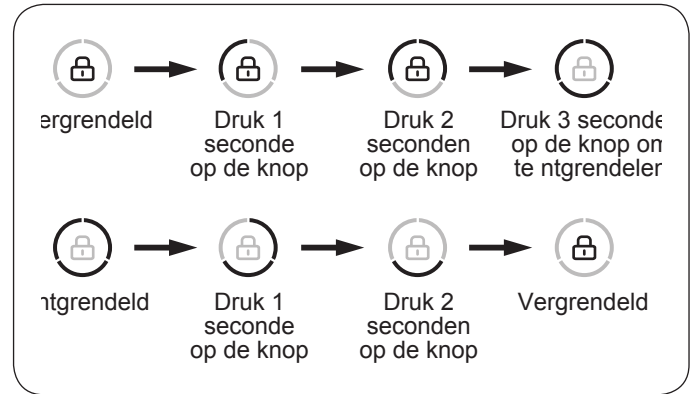 ergrendeld
Druk 1
seconde
op de knop
Druk 2
seconden
op de knop
Druk 3 seconde
op de knop om
te ntgrendelen
ntgrendeld
Druk 1
seconde
op de knop
Druk 2
seconden
op de knop
Vergrendeld